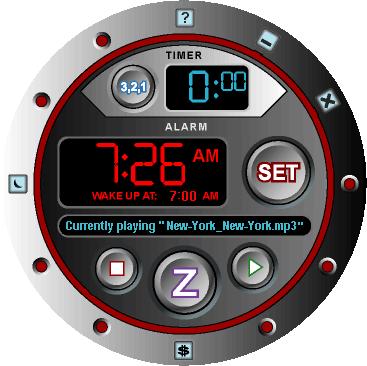 ?
TIMER
3,2,1
0:00
ALARM
7:26 AM
WAKE UP AT: 7:00 AM
SET
Currently playing "New-York_New-York.mp3"
Z
$